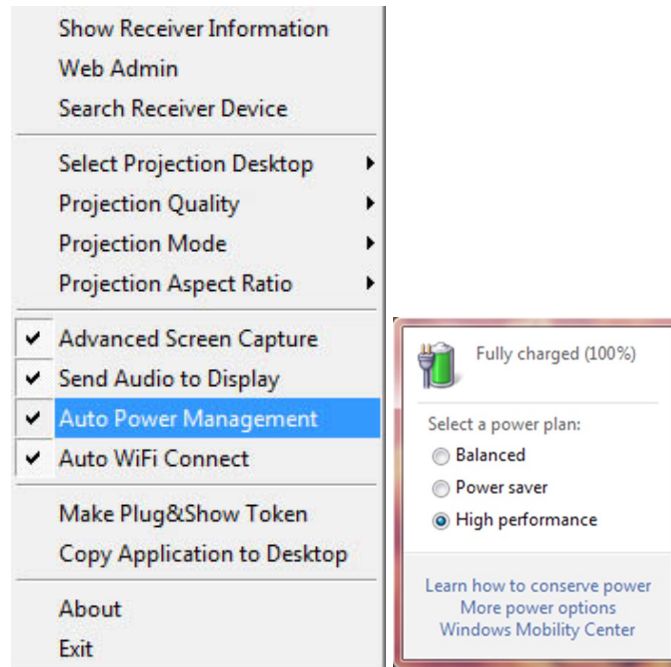 Show Receiver Information
Web Admin
Search Receiver Device
Select Projection Desktop
Projection Quality
Projection Mode
Projection Aspect Ratio
Advanced Screen Capture
Send Audio to Display
Auto Power Management
Auto WiFi Connect
Make Plug&Show Token
Copy Application to Desktop
About
Exit
Fully charged (100%)
Select a power plan:
Balanced
Power saver
High performance
Learn how to conserve power
More power options
Windows Mobility Center